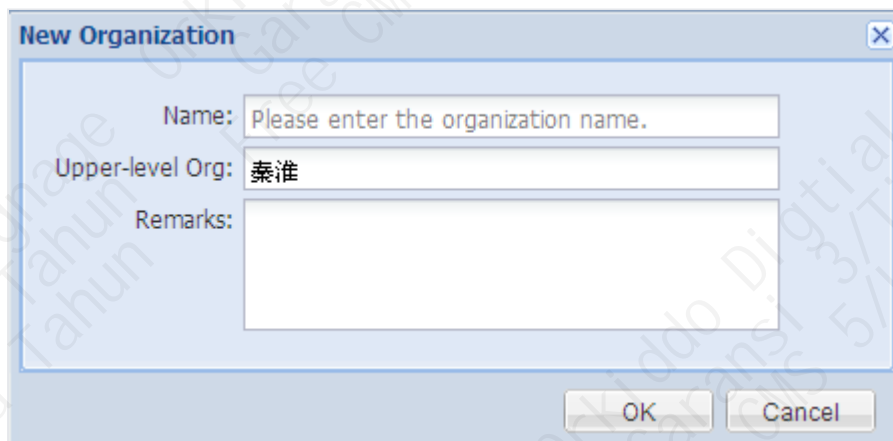 New Organization
Name: Please enter the organization name.
Upper-level Org: 秦淮
Remarks:
OK Cancel